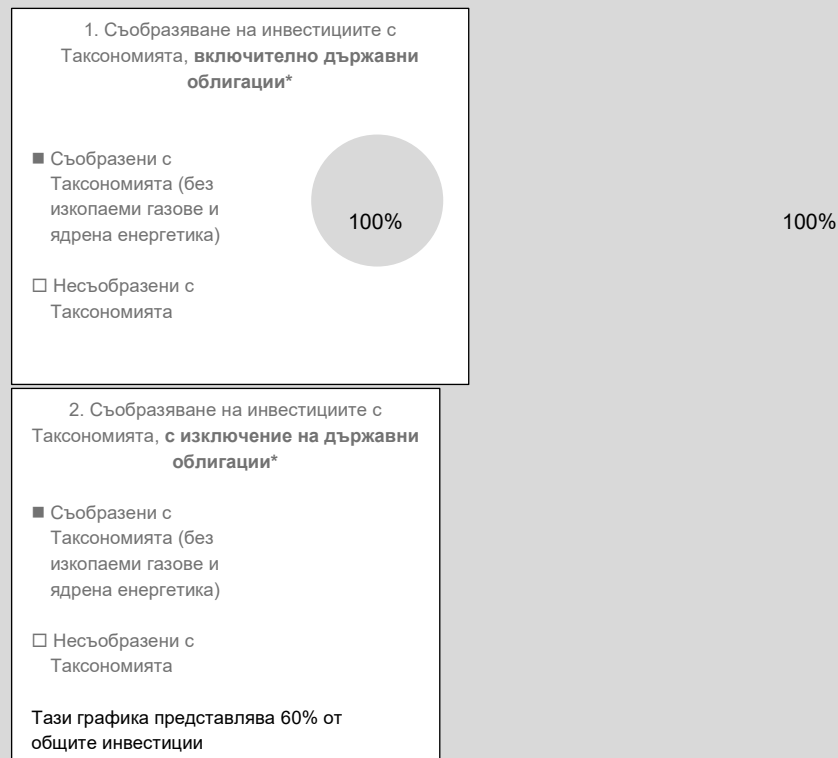 1. Съобразяване на инвестициите с
Таксономията, включително държавни
облигации*
■ Съобразени с
Таксономията (без
изкопаеми газове и
ядрена енергетика)
100%
□ Несъобразени с
Таксономията
100%
2. Съобразяване на инвестициите с
Таксономията, с изключение на държавни
облигации*
■ Съобразени с
Таксономията (без
изкопаеми газове и
ядрена енергетика)
□ Несъобразени с
Таксономията
Тази графика представлява 60% от
общите инвестиции